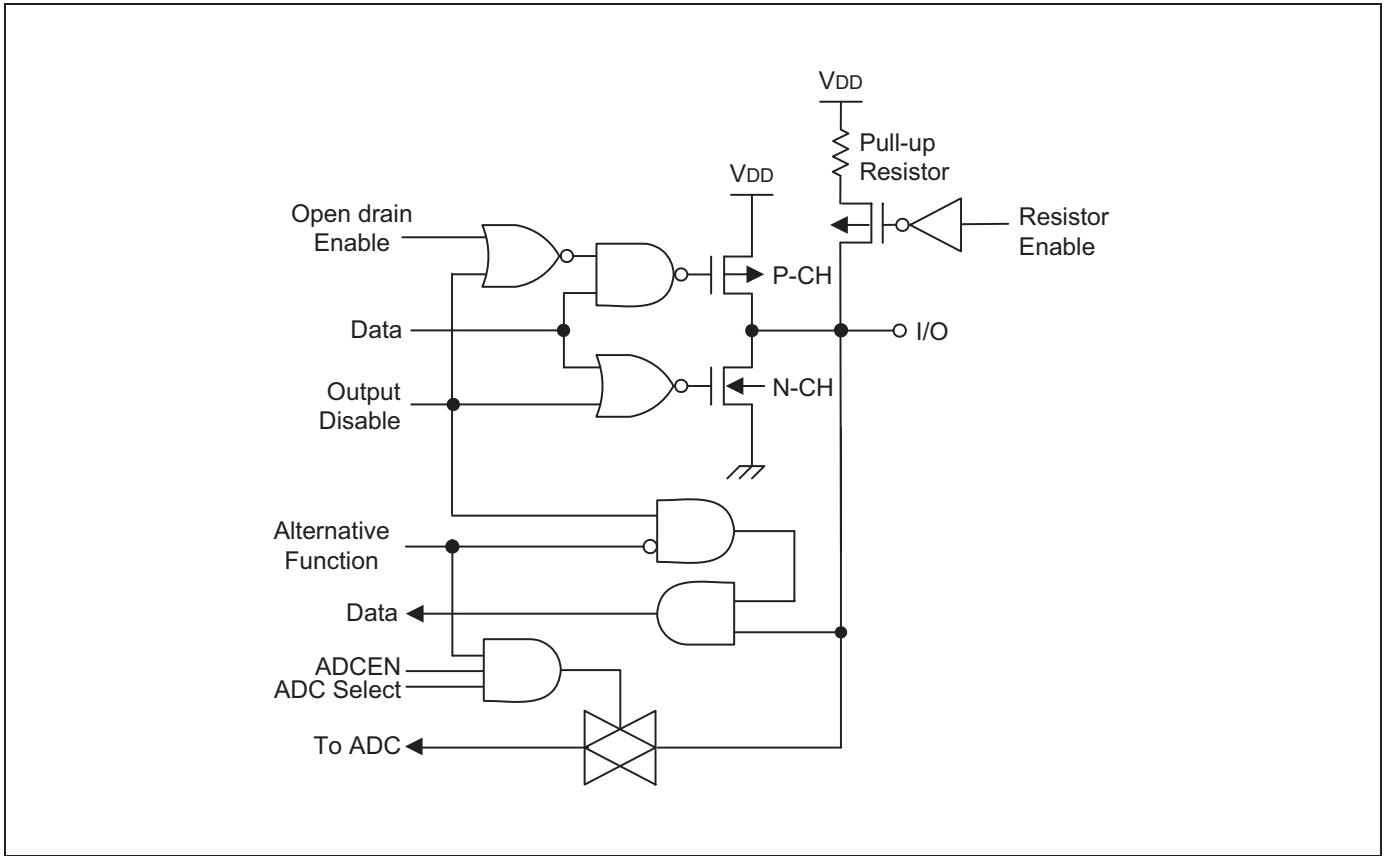 VDD
Pull-up
Resistor
VDD
Open drain
Enable
Resistor
Enable
P-CH
Data
I/O
Output
Disable
N-CH
Alternative
Function
Data
ADCEN
ADC Select
To ADC